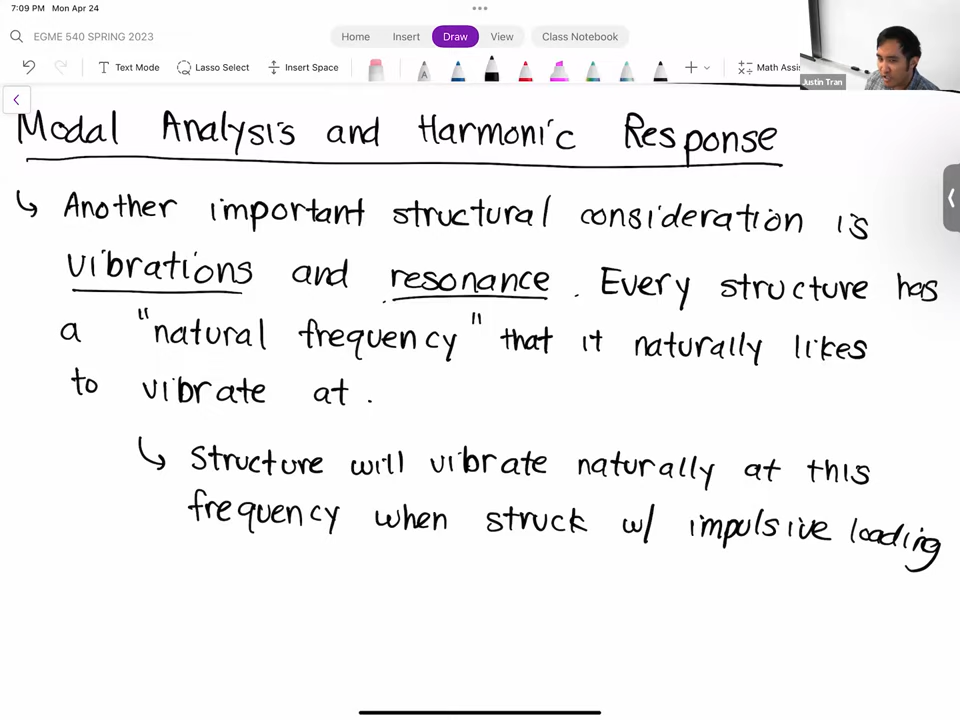 7:09 PM Mon Apr 24
EGME 540 SPRING 2023
Home Insert Draw View Class Notebook
Text Mode Lasso Select Insert Space Math Assis
Justin Tran
Modal Analysis and Harmonic Response
↳ Another important structural consideration is
vibrations and resonance. Every structure has
a "natural frequency" that it naturally likes
to vibrate at.
↳ Structure will vibrate naturally at this
frequency when struck w/ impulsive loading